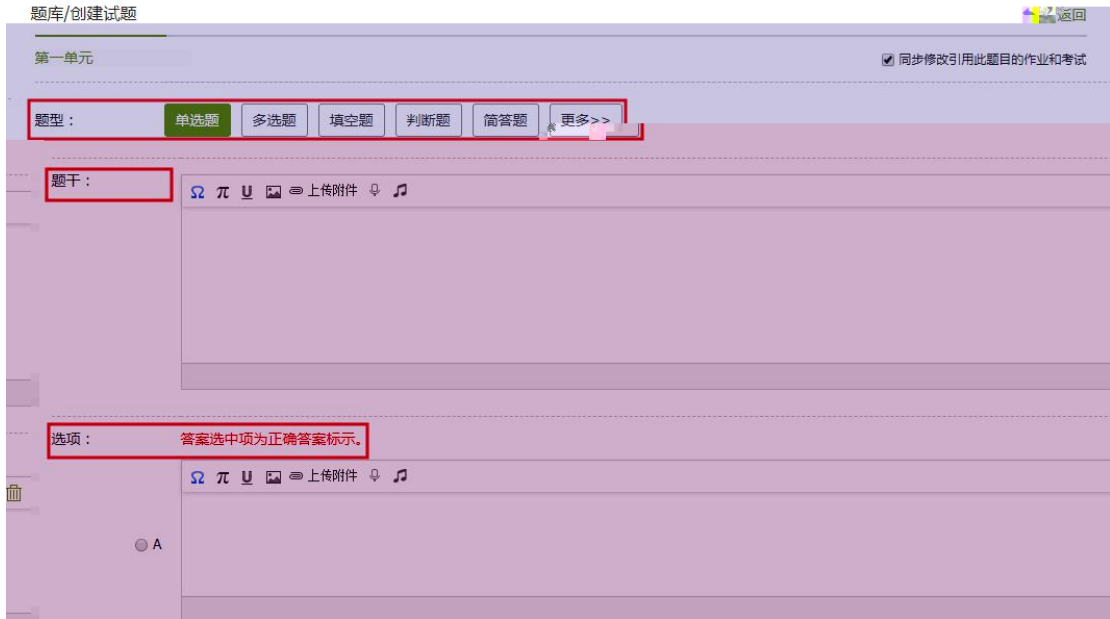 题库/创建试题 返回
第一单元 同步修改引用此题目的作业和考试
题型： 单选题 多选题 填空题 判断题 简答题 更多>>
题干：
Ω π U 上传附件
选项： 答案选中项为正确答案标示。
Ω π U 上传附件
A